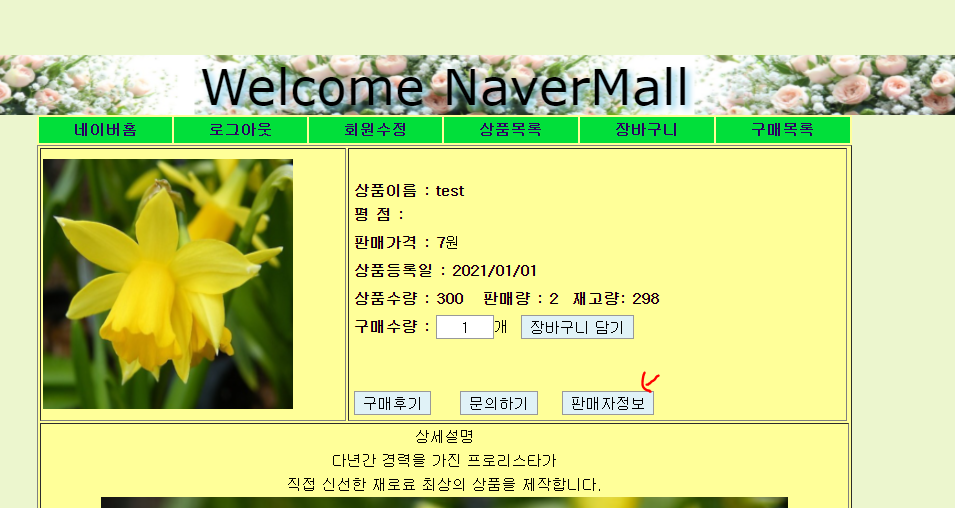 Welcome NaverMall
네이버홈 로그아웃 회원수정 상품목록 장바구니 구매목록
상품이름 : test
평 점 :
판매가격 : 7원
상품등록일 : 2021/01/01
상품수량 : 300 판매량 : 2 재고량: 298
구매수량 : 1 개 장바구니 담기
구매후기 문의하기 판매자정보
상세설명
다년간 경력을 가진 프로리스타가
직접 신선한 재로료 최상의 상품을 제작합니다.